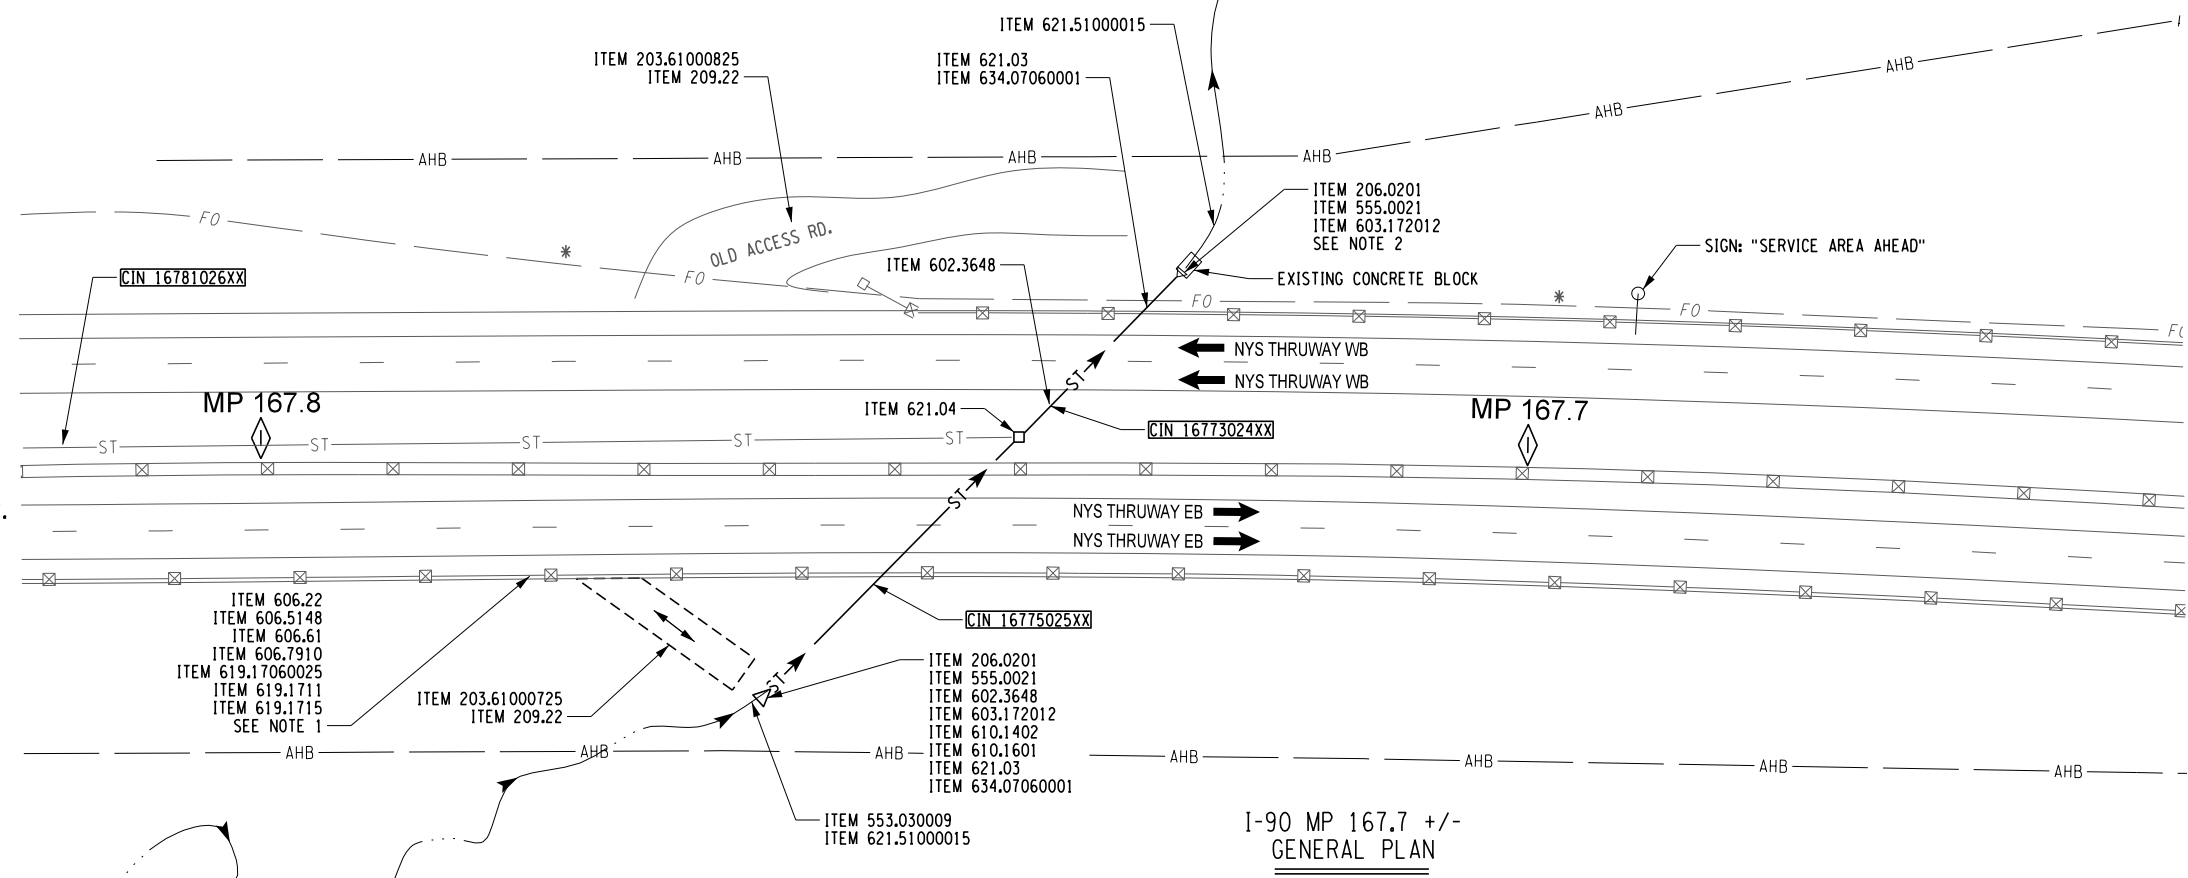 ITEM 621.51000015
ITEM 203.61000825
ITEM 209.22
ITEM 621.03
ITEM 634.07060001
AHB
AHB
AHB
AHB
AHB
AHB
ITEM 206.0201
ITEM 555.0021
ITEM 603.172012
SEE NOTE 2
FO
OLD ACCESS RD.
SIGN: "SERVICE AREA AHEAD"
ITEM 602.3648
CIN 16781026XX
FO
EXISTING CONCRETE BLOCK
FO
FO
NYS THRUWAY WB
NYS THRUWAY WB
ST
MP 167.8
ITEM 621.04
MP 167.7
CIN 16773024XX
ST
ST
ST
ST
ST
ST
NYS THRUWAY EB
NYS THRUWAY EB
ITEM 606.22
ITEM 606.5148
ITEM 606.61
ITEM 606.7910
ITEM 619.17060025
ITEM 619.1711
ITEM 619.1715
SEE NOTE 1
CIN 16775025XX
ITEM 203.61000725
ITEM 209.22
ST
ITEM 206.0201
ITEM 555.0021
ITEM 602.3648
ITEM 603.172012
ITEM 610.1402
ITEM 610.1601
ITEM 621.03
ITEM 634.07060001
AHB
AHB
AHB
AHB
AHB
AHB
AHB
ITEM 553.030009
ITEM 621.51000015
I-90 MP 167.7 +/-
GENERAL PLAN